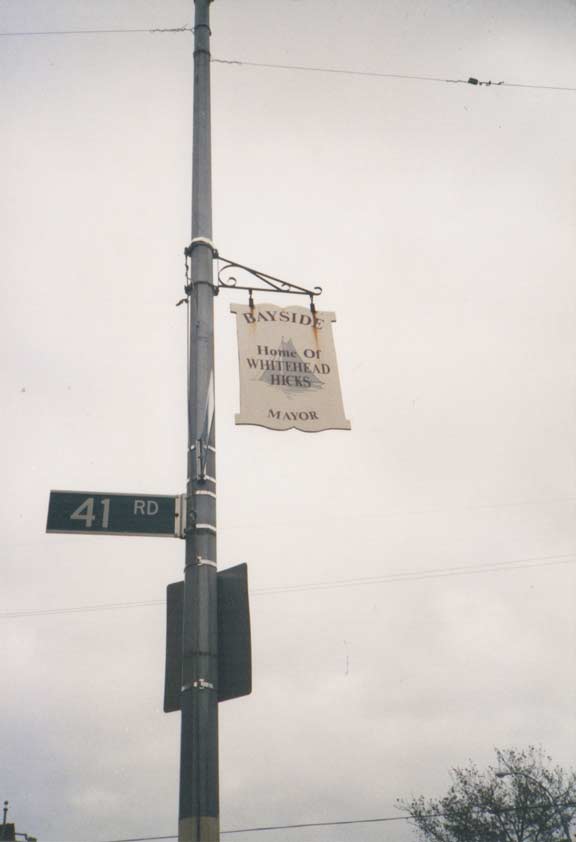 BAYSIDE
Home Of
WHITEHEAD
HICKS
MAYOR
41 RD